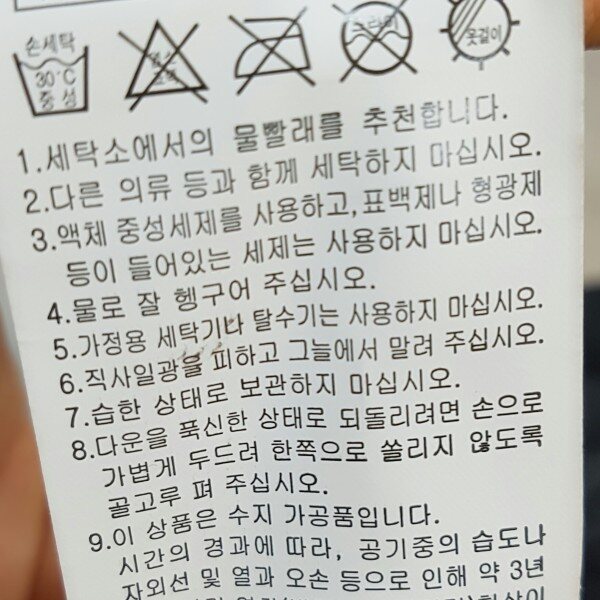 손세탁
30°C
중성
드라이
옷걸이
1.세탁소에서의 물빨래를 추천합니다.
2.다른 의류 등과 함께 세탁하지 마십시오.
3.액체 중성세제를 사용하고,표백제나 형광제
등이 들어있는 세제는 사용하지 마십시오.
4.물로 잘 헹구어 주십시오.
5.가정용 세탁기나 탈수기는 사용하지 마십시오.
6.직사일광을 피하고 그늘에서 말려 주십시오.
7.습한 상태로 보관하지 마십시오.
8.다운을 푹신한 상태로 되돌리려면 손으로
가볍게 두드려 한쪽으로 쏠리지 않도록
골고루 펴 주십시오.
9.이 상품은 수지 가공품입니다.
시간의 경과에 따라, 공기중의 습도나
자외선 및 열과 오손 등으로 인해 약 3년